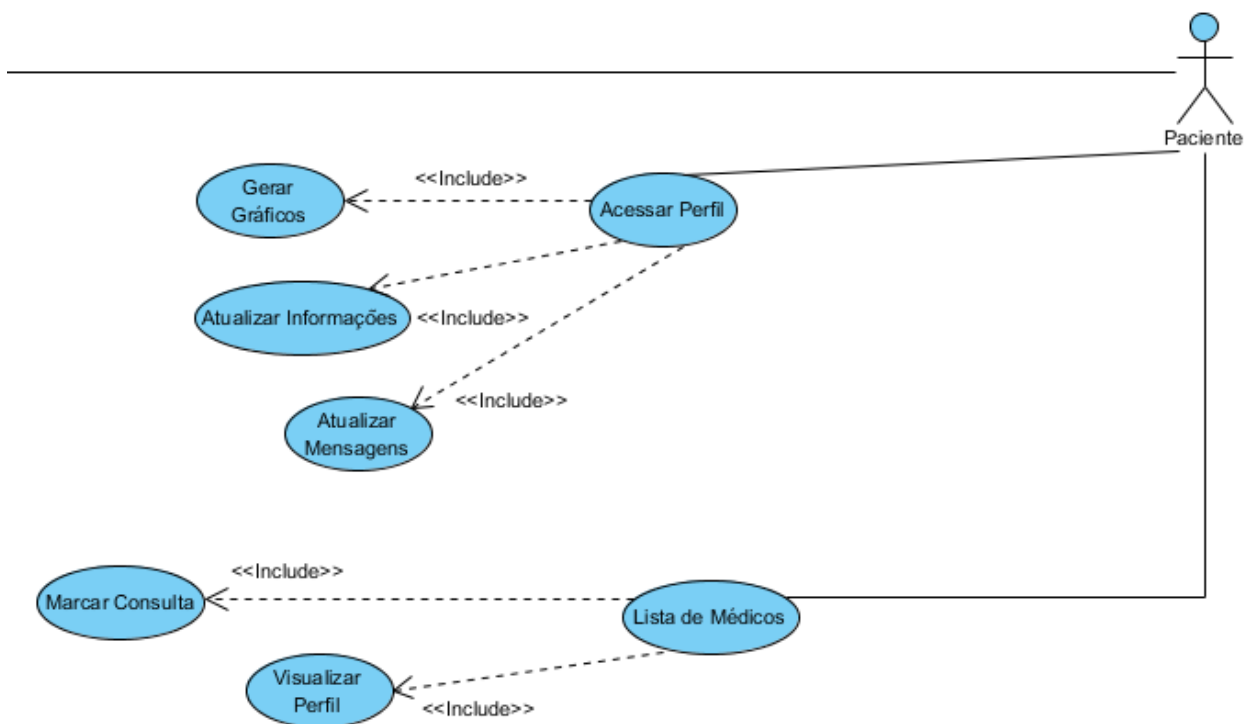 Paciente
<<Include>>
Gerar
Gráficos
Acessar Perfil
Atualizar Informações
<<Include>>
<<Include>>
Atualizar
Mensagens
<<Include>>
Marcar Consulta
Lista de Médicos
Visualizar
Perfil
<<Include>>